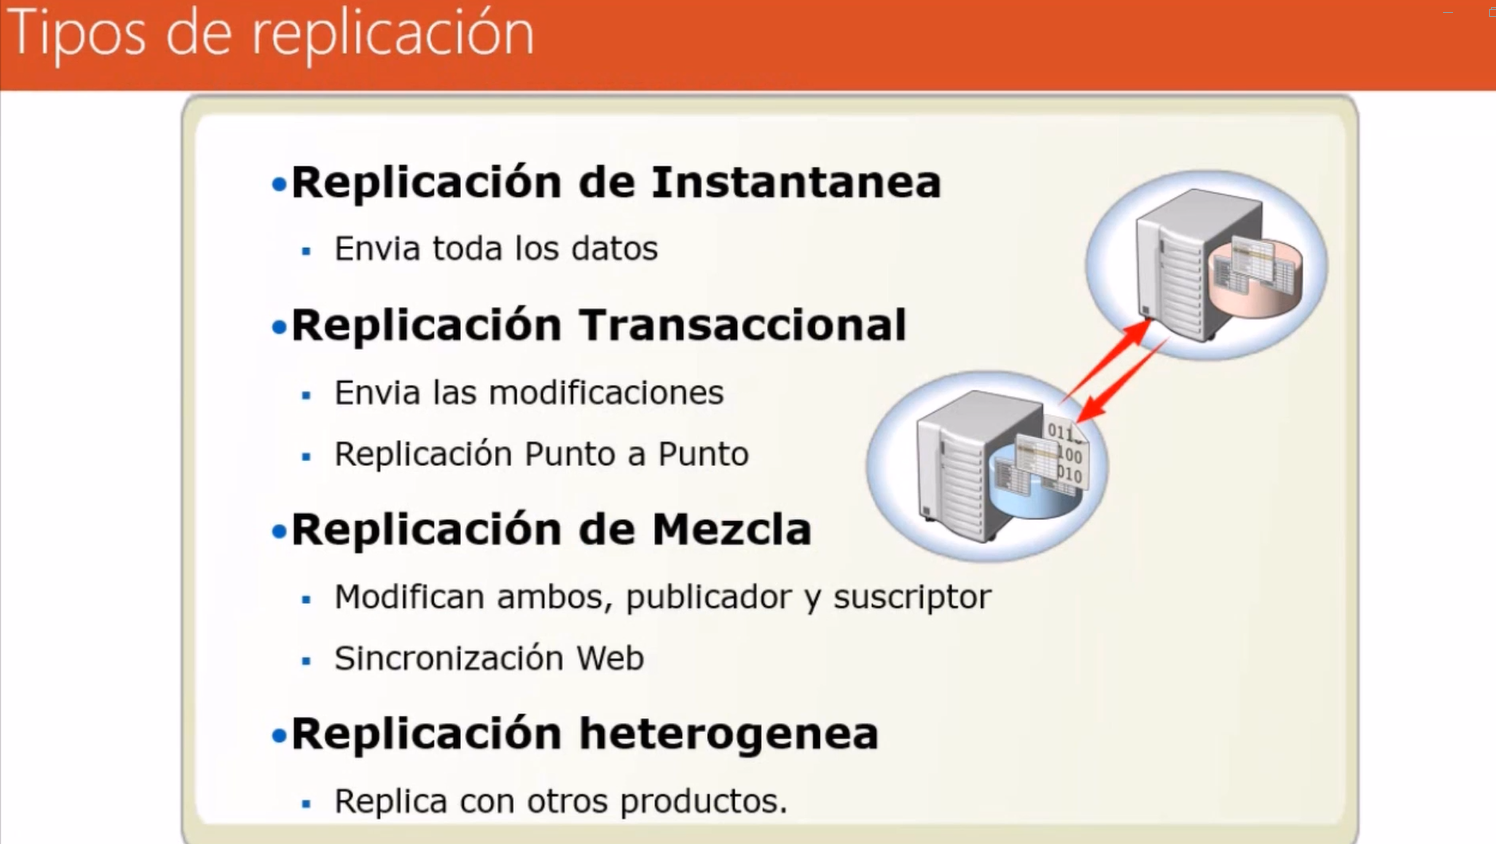 Tipos de replicación
•Replicación de Instantanea
▪ Envia toda los datos
•Replicación Transaccional
▪ Envia las modificaciones
▪ Replicación Punto a Punto
•Replicación de Mezcla
▪ Modifican ambos, publicador y suscriptor
▪ Sincronización Web
•Replicación heterogenea
▪ Replica con otros productos.
100
010